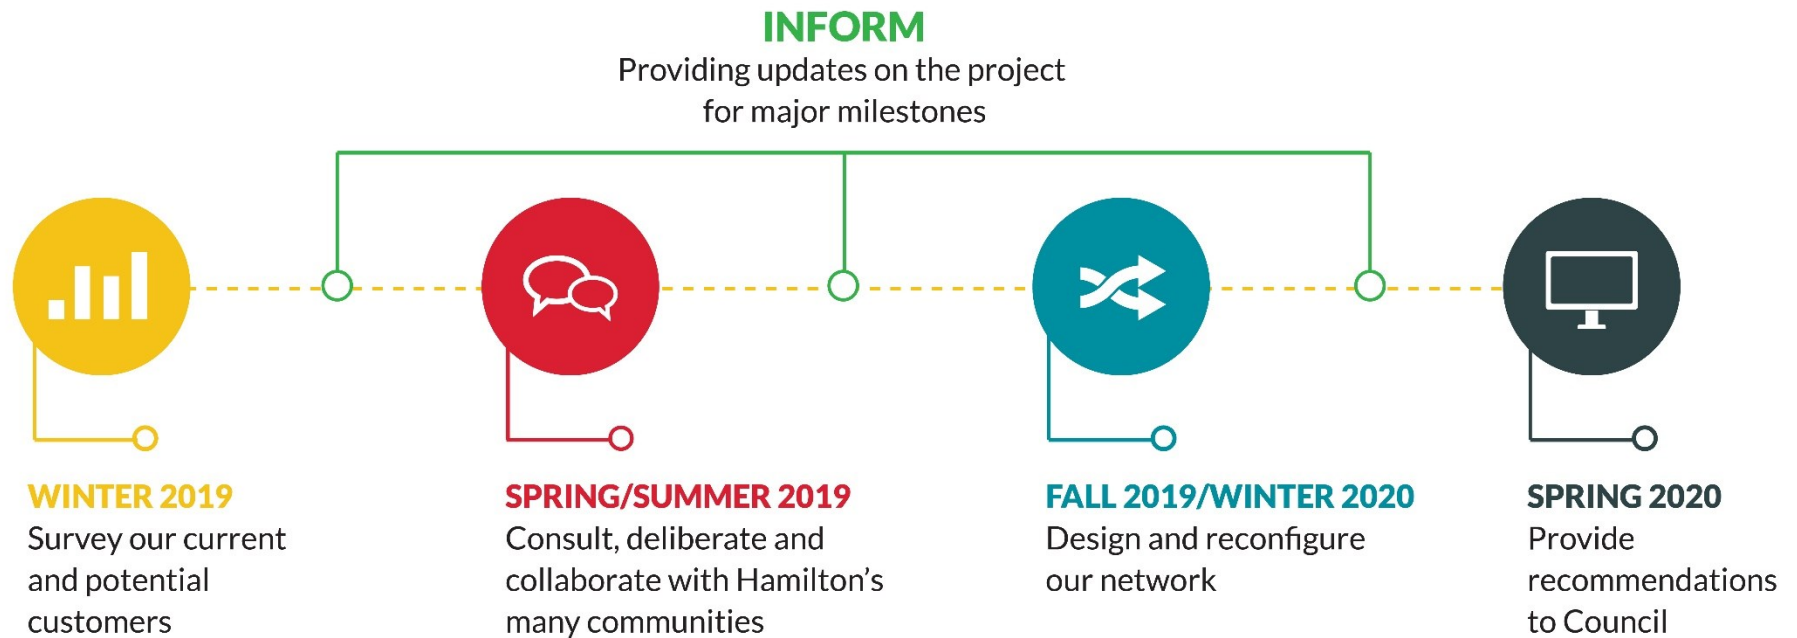 INFORM
Providing updates on the project
for major milestones
WINTER 2019
Survey our current
and potential
customers
SPRING/SUMMER 2019
Consult, deliberate and
collaborate with Hamilton’s
many communities
FALL 2019/WINTER 2020
Design and reconfigure
our network
SPRING 2020
Provide
recommendations
to Council